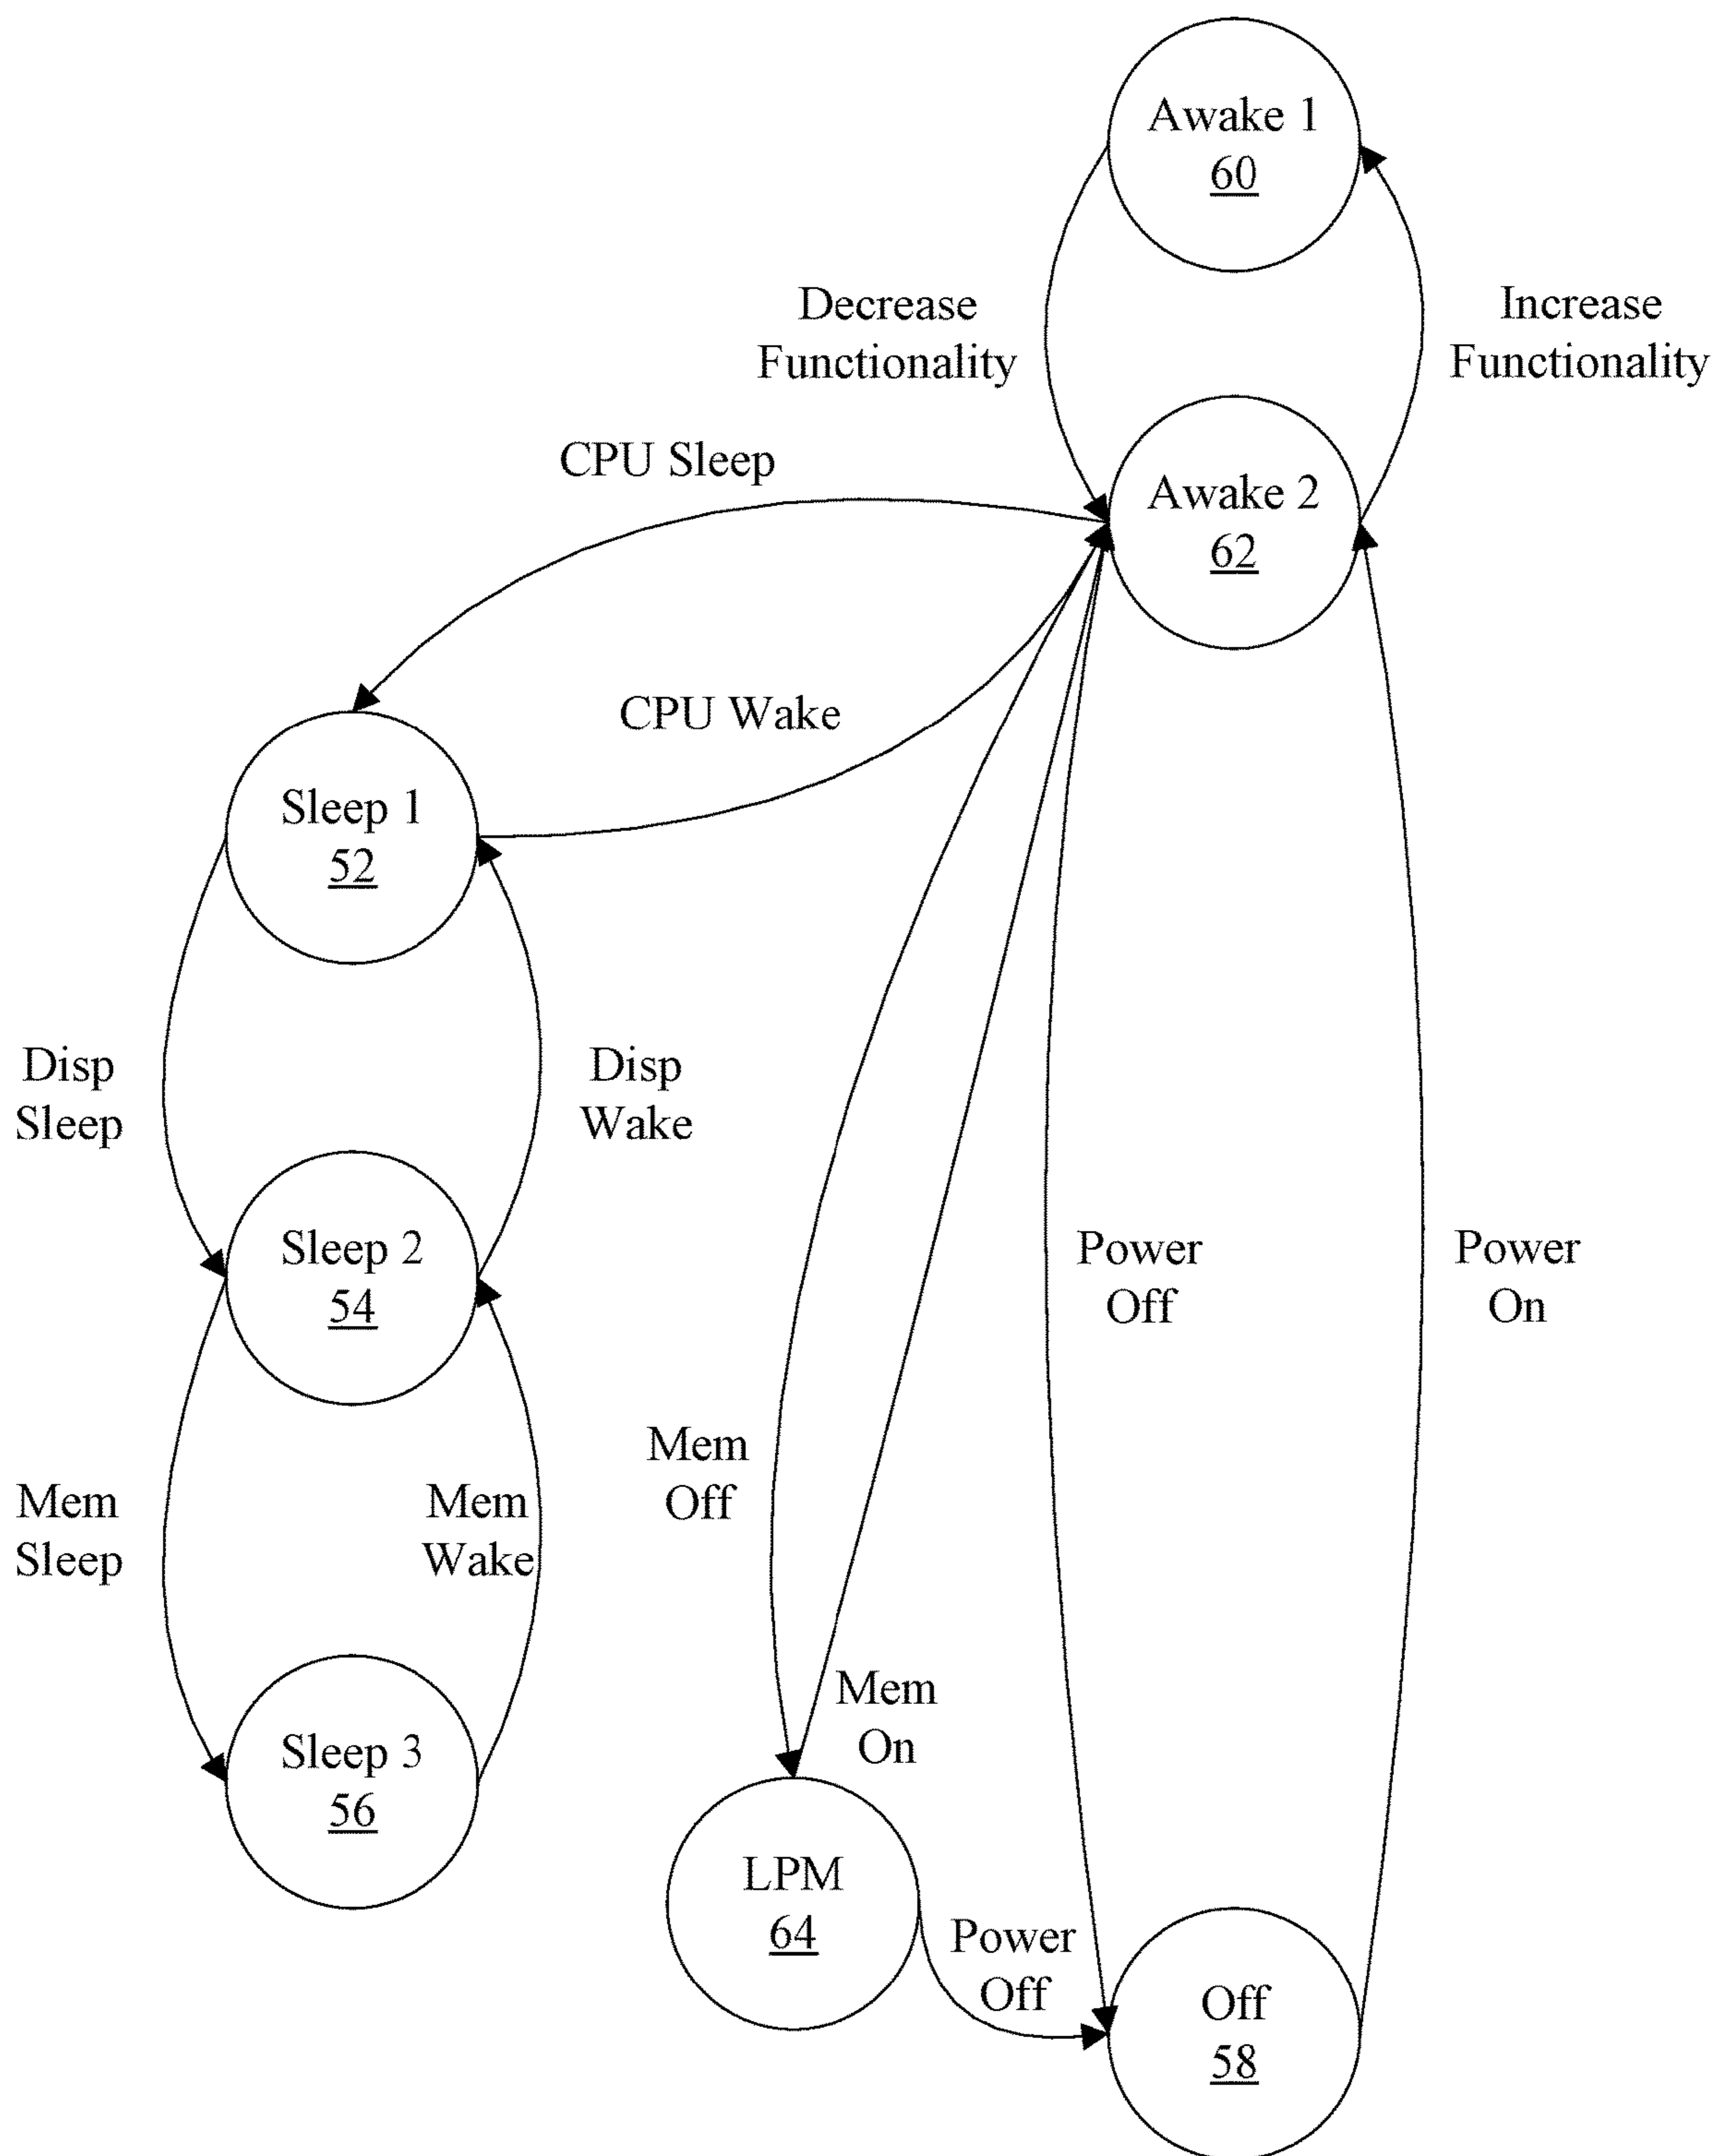 Awake 1
60
Decrease
Functionality
Increase
Functionality
CPU Sleep
Awake 2
62
CPU Wake
Sleep 1
52
Disp
Sleep
Disp
Wake
Sleep 2
54
Power
Off
Power
On
Mem
Off
Mem
Sleep
Mem
Wake
Mem
On
Sleep 3
56
LPM
64
Power
Off
Off
58